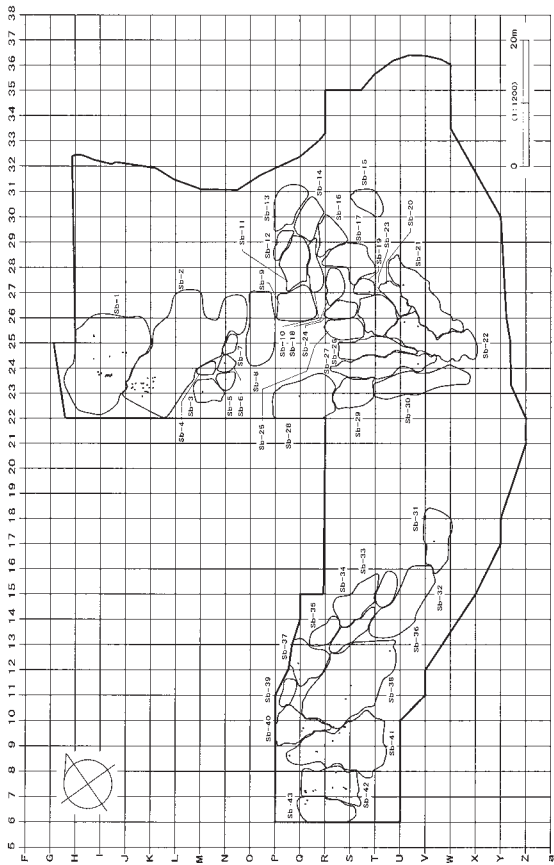 38
37
36
35
34
33
32
31
30
29
28
27
26
25
24
23
22
21
20
19
18
17
16
15
14
13
12
11
10
9
8
7
6
5
F
G
H
I
J
K
L
M
N
O
P
Q
R
S
T
U
V
W
X
Y
Z
a
20m
(1:1200)
0
Sb-1
Sb-2
Sb-3
Sb-4
Sb-5
Sb-6
Sb-7
Sb-8
Sb-9
Sb-10
Sb-11
Sb-12
Sb-13
Sb-14
Sb-15
Sb-16
Sb-17
Sb-18
Sb-19
Sb-20
Sb-21
Sb-22
Sb-23
Sb-24
Sb-25
Sb-26
Sb-27
Sb-28
Sb-29
Sb-30
Sb-31
Sb-32
Sb-33
Sb-34
Sb-35
Sb-36
Sb-37
Sb-38
Sb-39
Sb-40
Sb-41
Sb-42
Sb-43